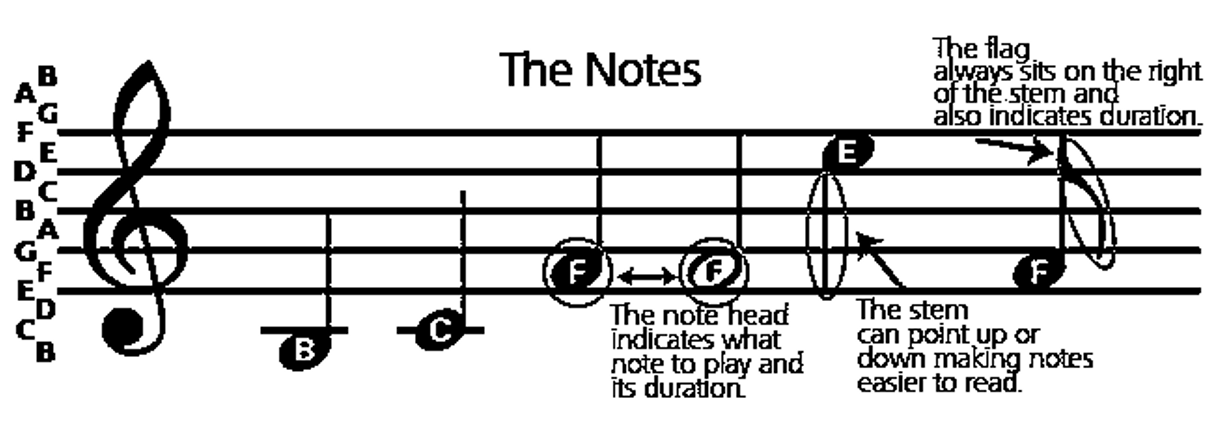 The Notes
The flag
always sits on the right
of the stem and
also indicates duration.
B
A
G
F
E
D
C
B
A
G
F
E
D
C
B
E
B
C
F
F
F
The note head
indicates what
note to play and
its duration.
The stem
can point up or
down making notes
easier to read.